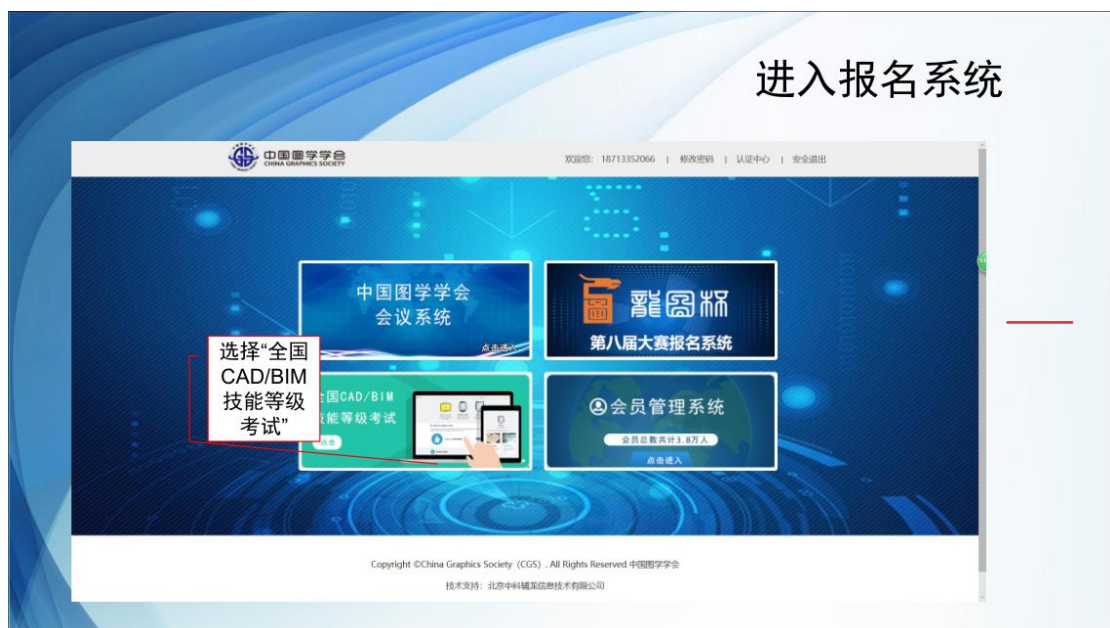 进入报名系统
中国图学学会
CHINA GRAPHICS SOCIETY
欢迎您: 18713352066 | 修改密码 | 认证中心 | 安全退出
中国图学学会
会议系统
点击进入
龍图杯
第八届大赛报名系统
选择“全国
CAD/BIM
技能等级
考试”
全国CAD/BIM
技能等级考试
点击
会员管理系统
会员总数共计3.8万人
点击进入
Copyright ©China Graphics Society (CGS) . All Rights Reserved 中国图学学会
技术支持: 北京中科辅龙信息技术有限公司